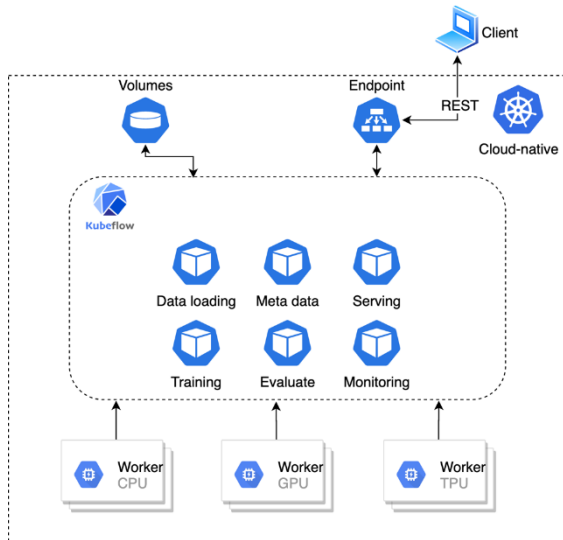 Client
Volumes
Endpoint
REST
Cloud-native
Kubeflow
Data loading
Meta data
Serving
Training
Evaluate
Monitoring
Worker
CPU
Worker
GPU
Worker
TPU